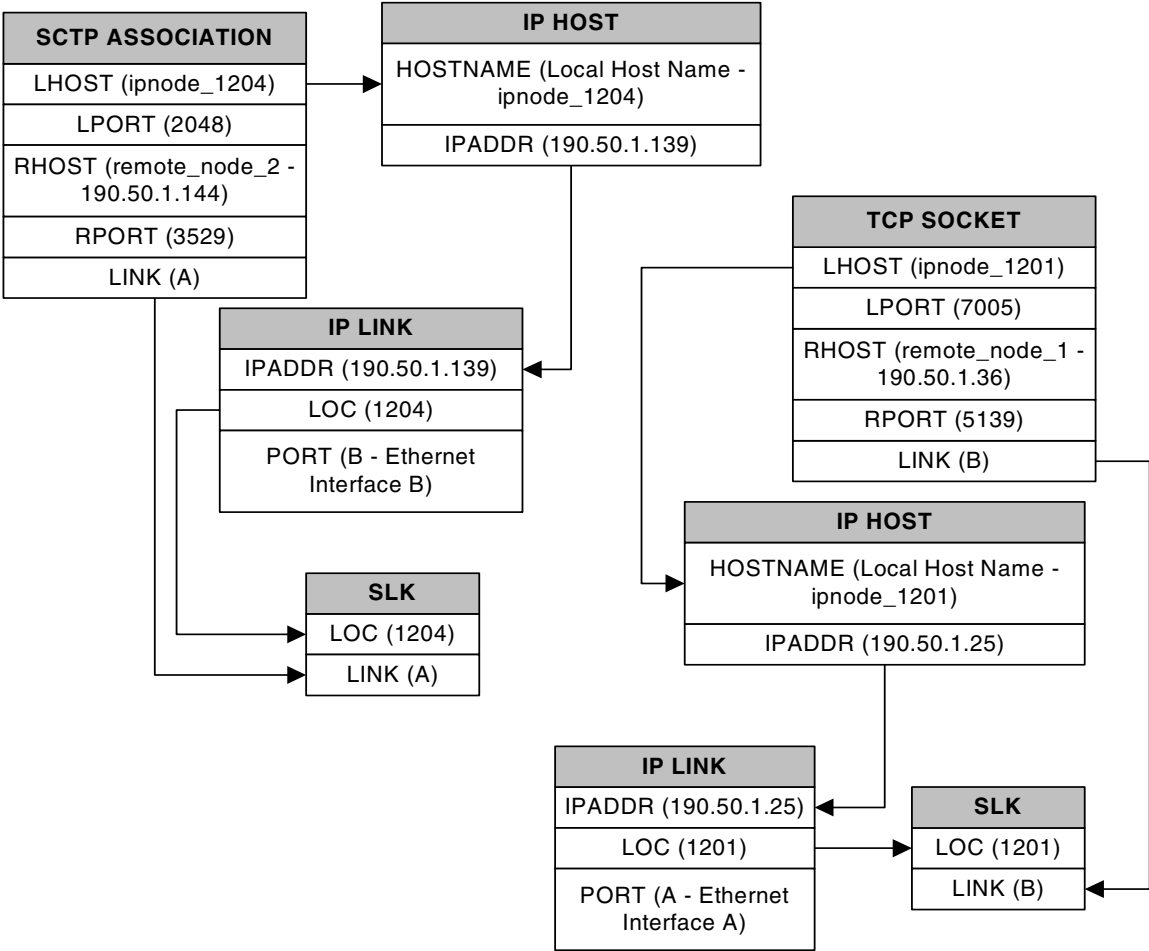 SCTP ASSOCIATION
LHOST (ipnode_1204)
LPORT (2048)
RHOST (remote_node_2 -
190.50.1.144)
RPORT (3529)
LINK (A)
IP HOST
HOSTNAME (Local Host Name -
ipnode_1204)
IPADDR (190.50.1.139)
IP LINK
IPADDR (190.50.1.139)
LOC (1204)
PORT (B - Ethernet
Interface B)
SLK
LOC (1204)
LINK (A)
TCP SOCKET
LHOST (ipnode_1201)
LPORT (7005)
RHOST (remote_node_1 -
190.50.1.36)
RPORT (5139)
LINK (B)
IP HOST
HOSTNAME (Local Host Name -
ipnode_1201)
IPADDR (190.50.1.25)
IP LINK
IPADDR (190.50.1.25)
LOC (1201)
PORT (A - Ethernet
Interface A)
SLK
LOC (1201)
LINK (B)